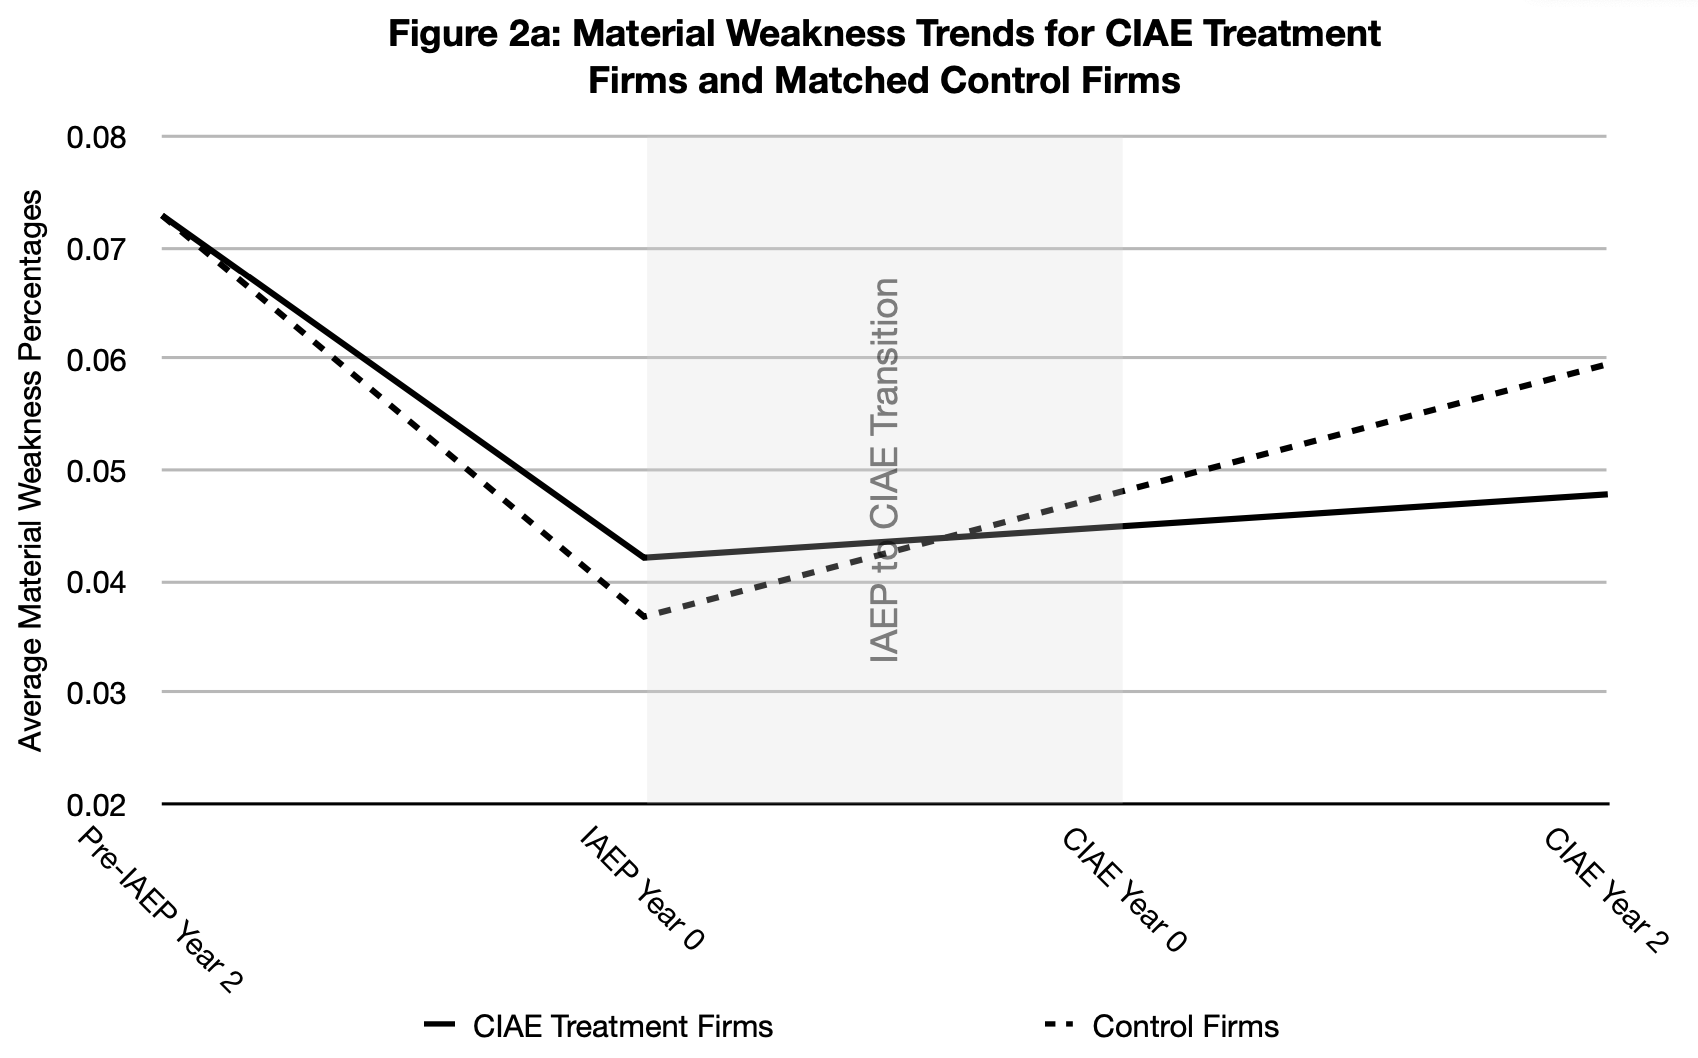 Figure 2a: Material Weakness Trends for CIAE Treatment
Firms and Matched Control Firms
Average Material Weakness Percentages
0.08
0.07
0.06
0.05
0.04
0.03
0.02
IAEP to CIAE Transition
Pre-IAEP Year 2
IAEP Year 0
CIAE Year 0
CIAE Year 2
CIAE Treatment Firms
Control Firms